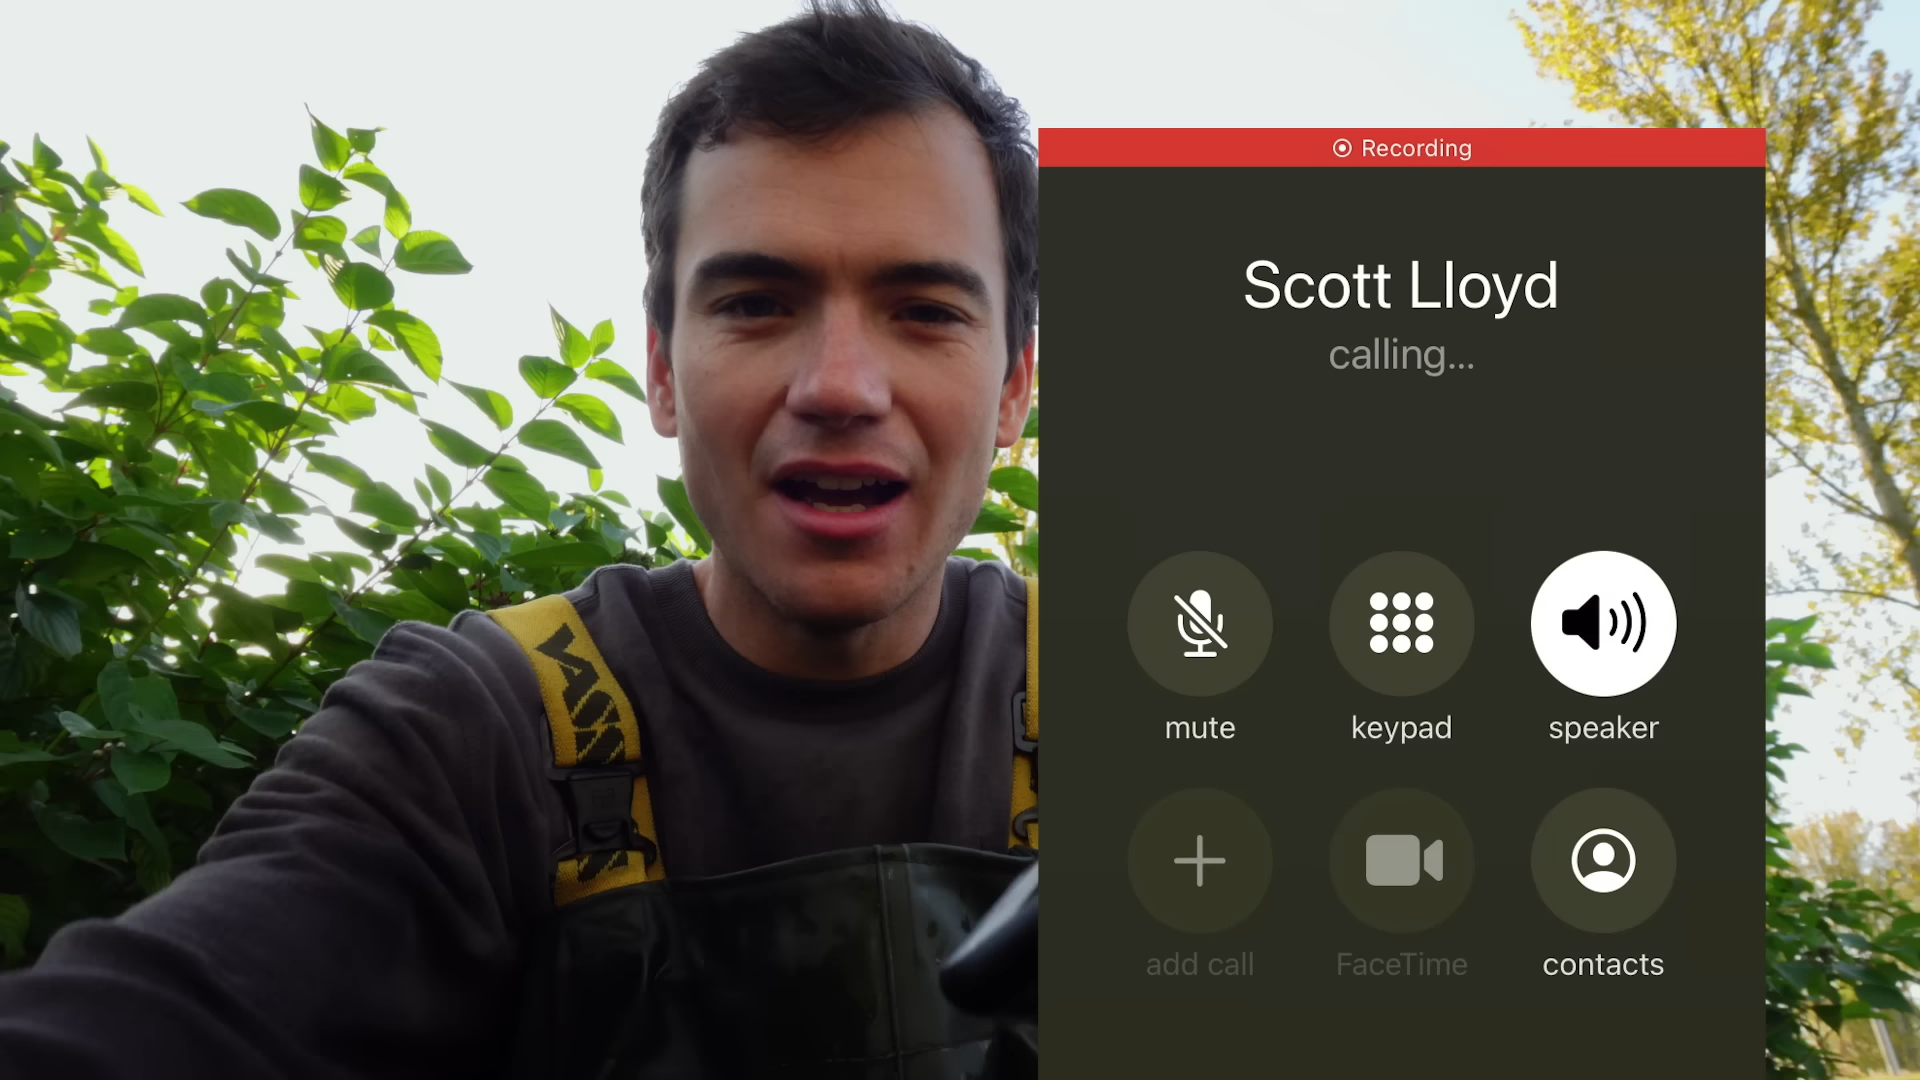 Recording
Scott Lloyd
calling...
mute
keypad
speaker
add call
FaceTime
contacts